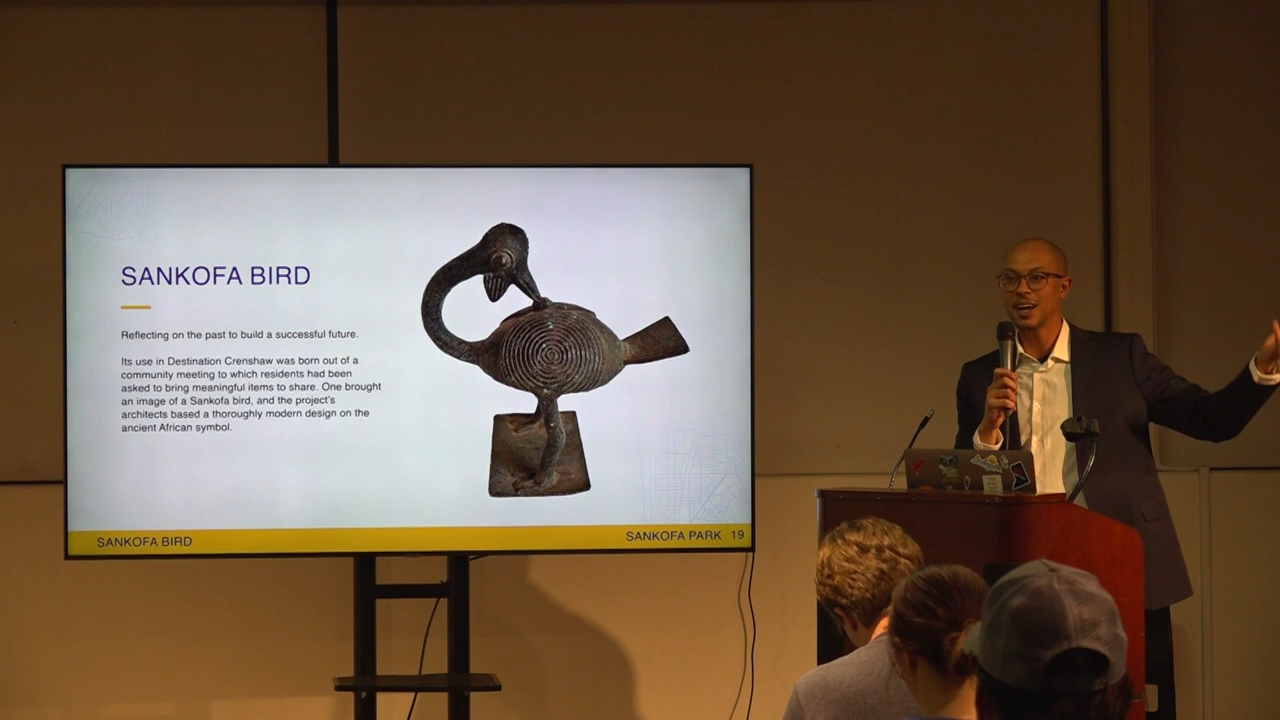 SANKOFA BIRD
Reflecting on the past to build a successful future.
Its use in Destination Crenshaw was born out of a
community meeting to which residents had been
asked to bring meaningful items to share. One brought
an image of a Sankofa bird, and the project's
architects based a thoroughly modern design on the
ancient African symbol.
SANKOFA BIRD
SANKOFA PARK 19